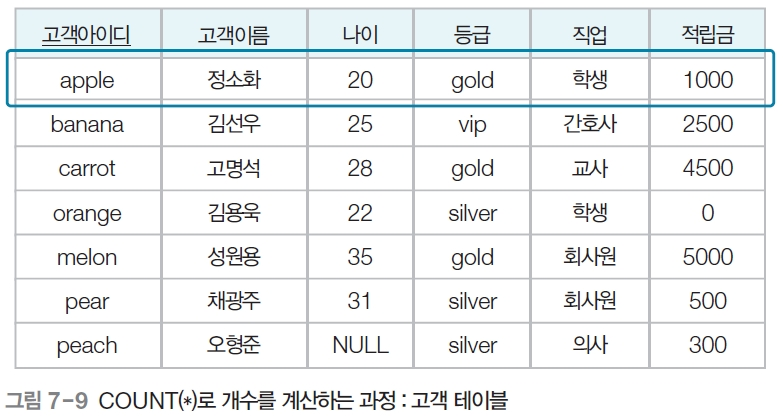 고객아이디 고객이름 나이 등급 직업 적립금
apple 정소화 20 gold 학생 1000
banana 김선우 25 vip 간호사 2500
carrot 고명석 28 gold 교사 4500
orange 김용욱 22 silver 학생 0
melon 성원용 35 gold 회사원 5000
pear 채광주 31 silver 회사원 500
peach 오형준 NULL silver 의사 300
그림 7-9 COUNT(*)로 개수를 계산하는 과정 : 고객 테이블